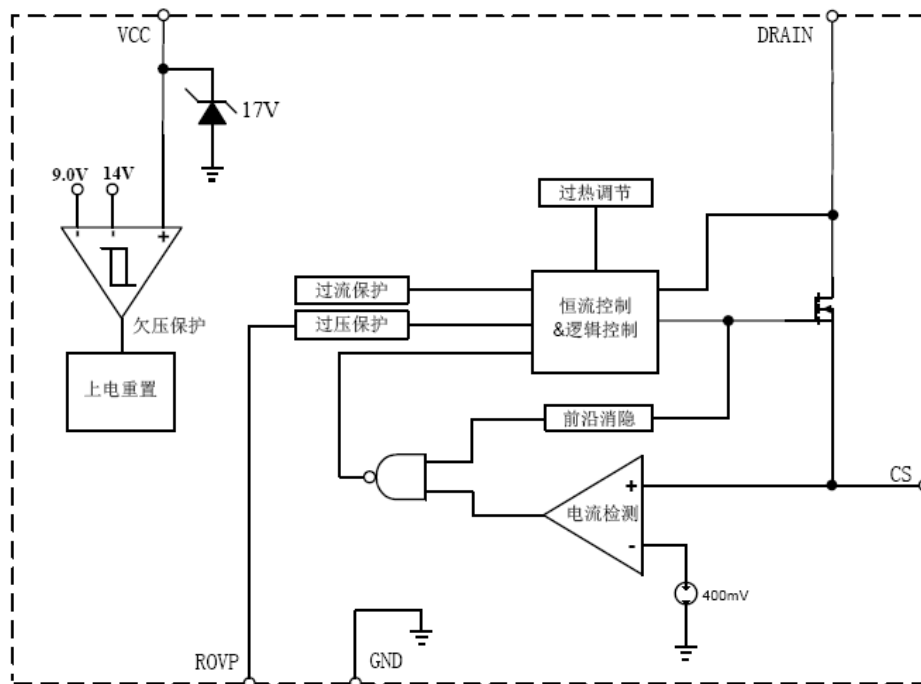 VCC
DRAIN
17V
9.0V
14V
-
-
+
过热调节
过流保护
过压保护
恒流控制
&逻辑控制
欠压保护
上电重置
前沿消隐
CS
+
电流检测
-
400mV
ROVP
GND